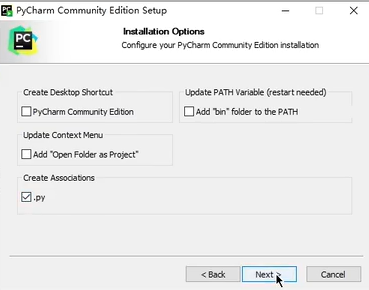 PyCharm Community Edition Setup
PC
Installation Options
Configure your PyCharm Community Edition installation
Create Desktop Shortcut
PyCharm Community Edition
Update PATH Variable (restart needed)
Add "bin" folder to the PATH
Update Context Menu
Add "Open Folder as Project"
Create Associations
.py
< Back
Next >
Cancel